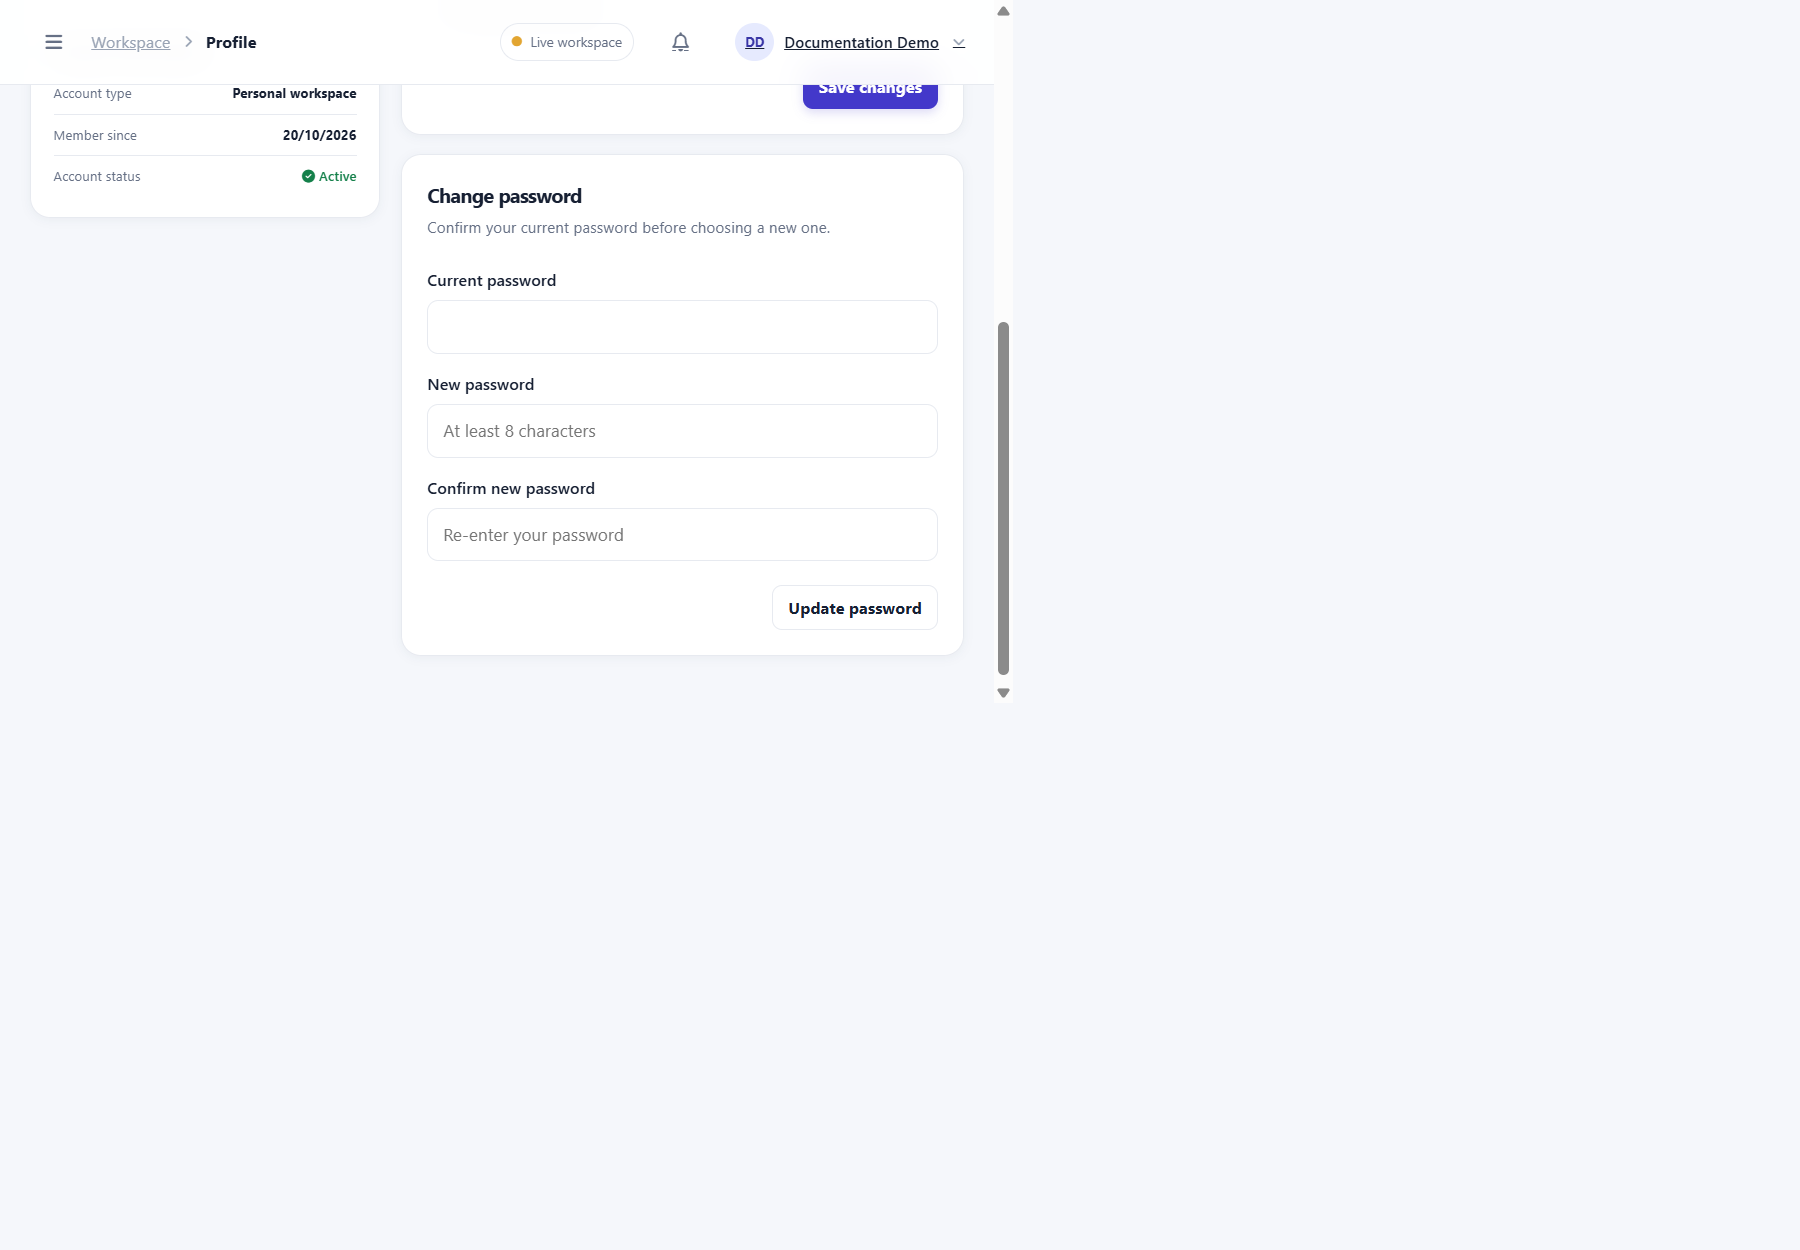 Workspace > Profile
Live workspace
DD Documentation Demo
Account type Personal workspace
Member since 20/10/2026
Account status Active
Save changes
Change password
Confirm your current password before choosing a new one.
Current password
New password
At least 8 characters
Confirm new password
Re-enter your password
Update password